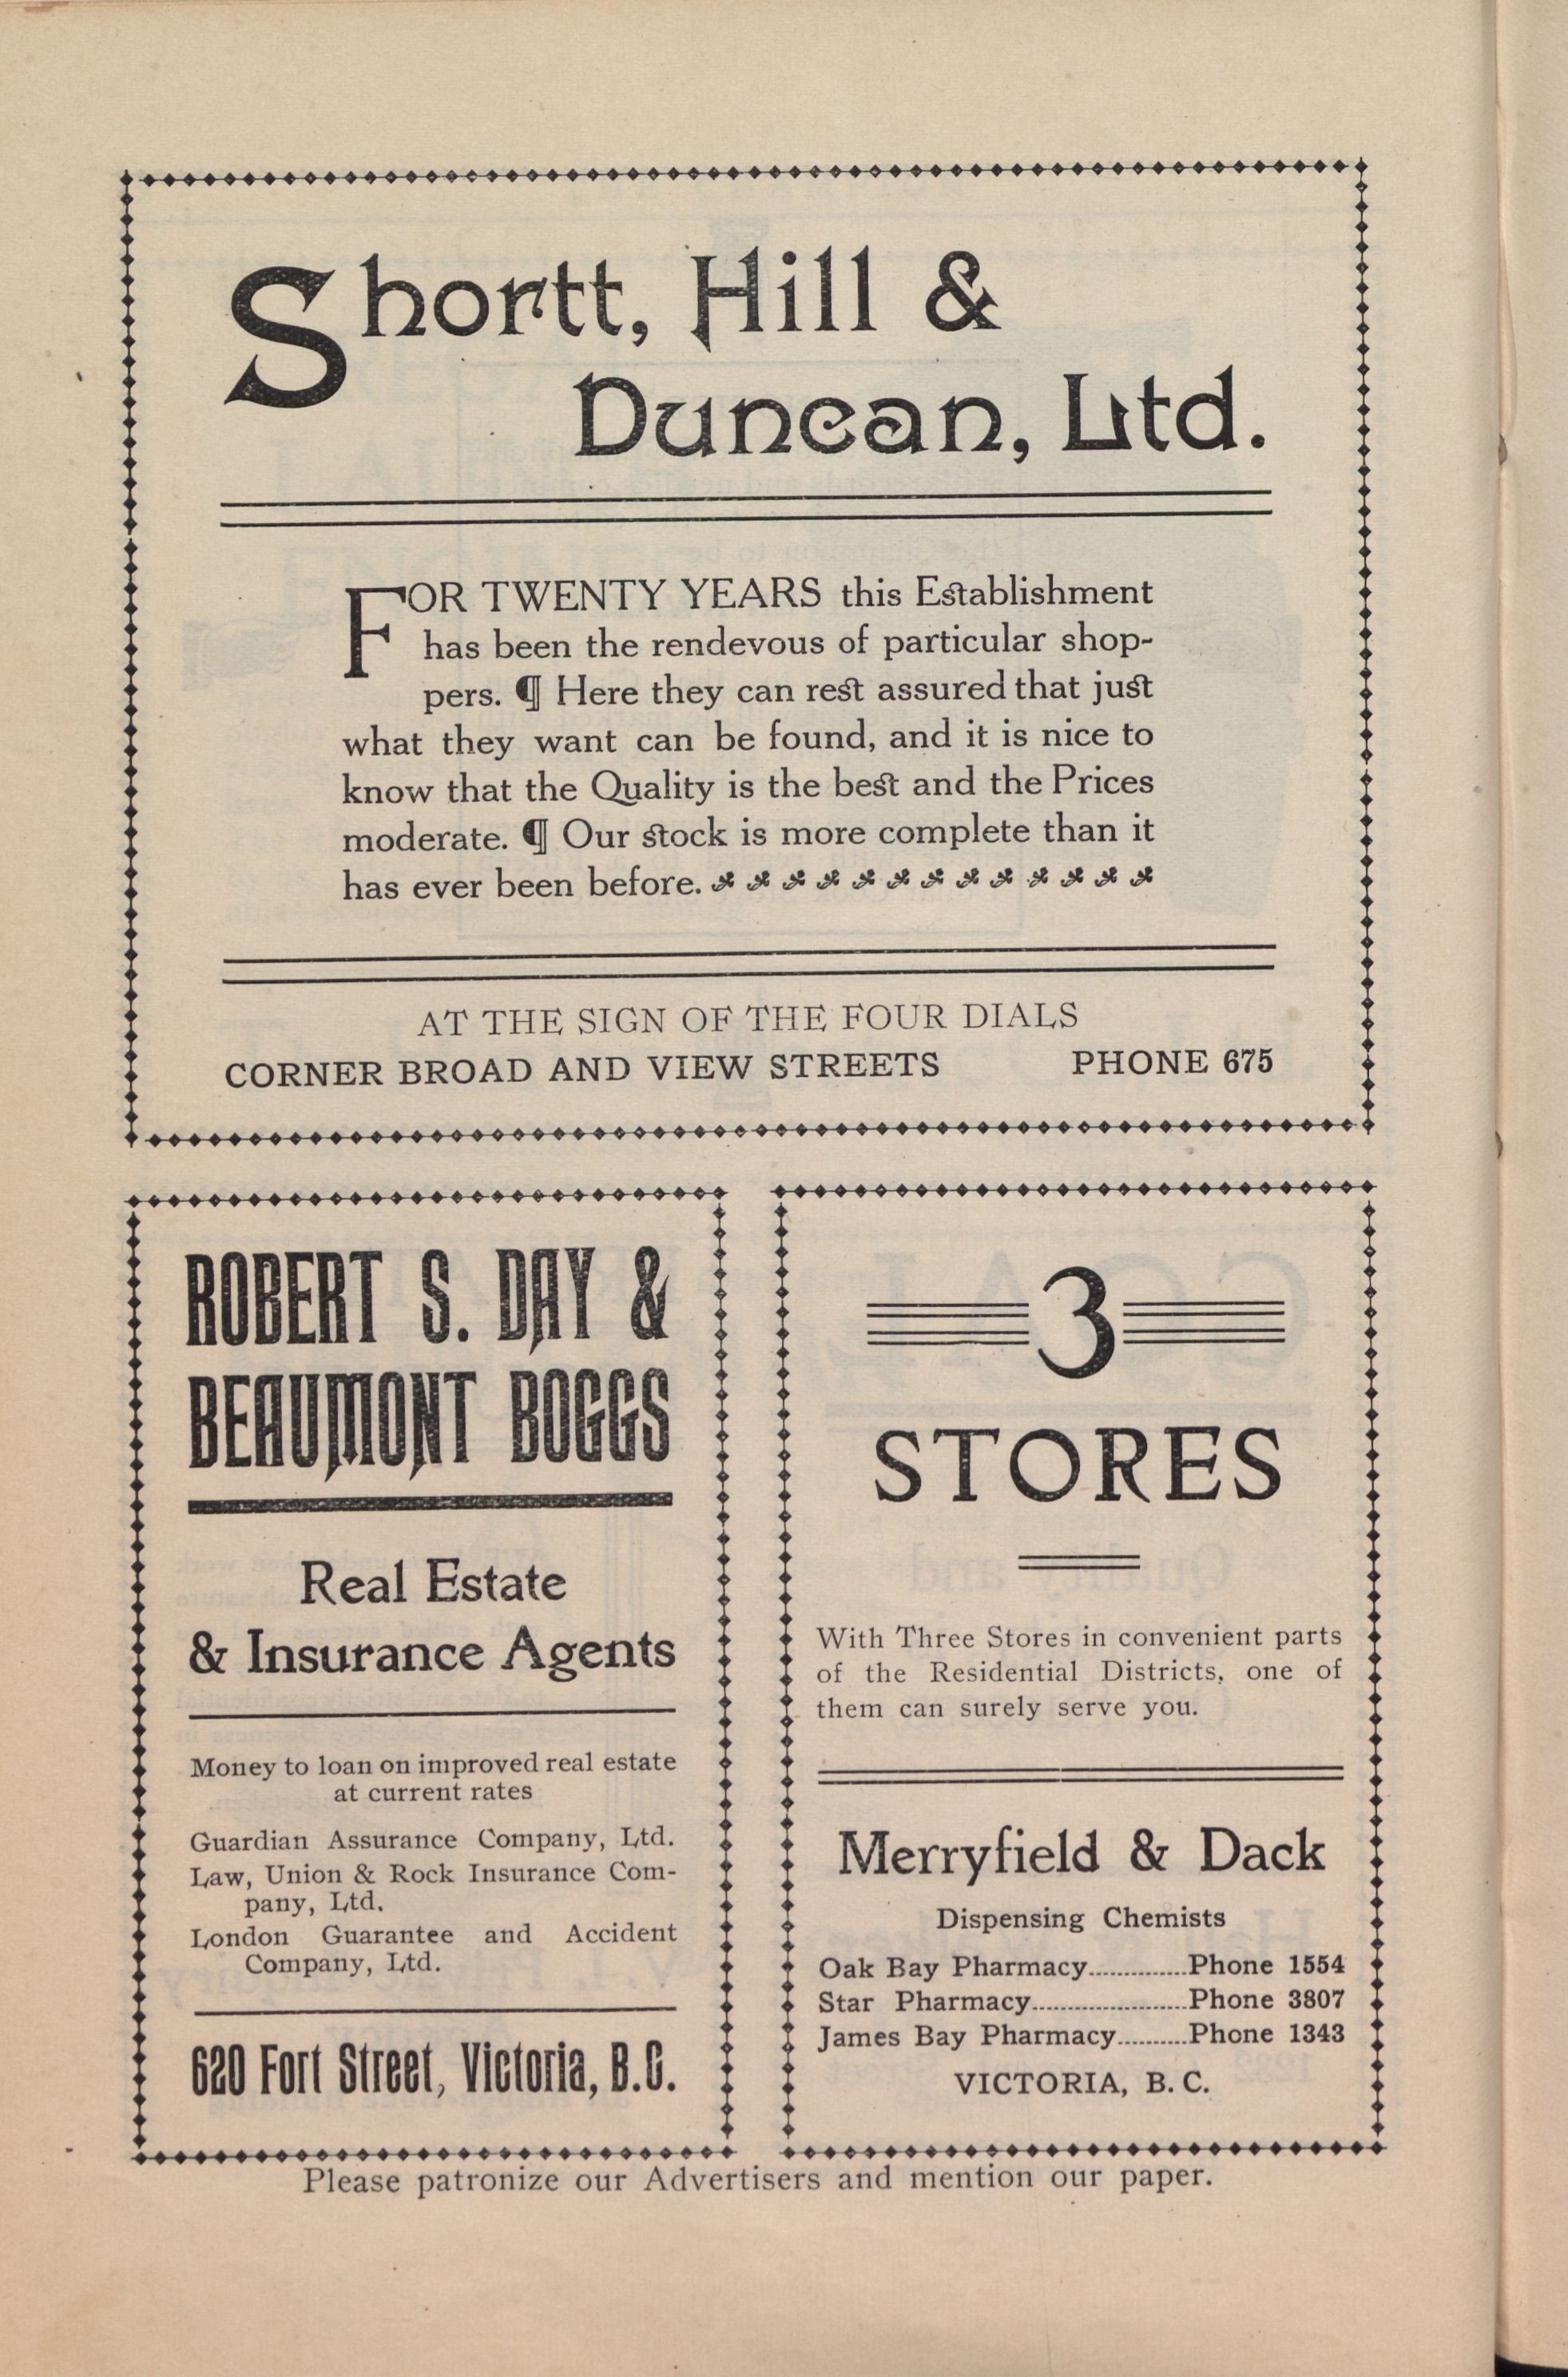 Shortt, Hill &
Duncan, Ltd.
FOR TWENTY YEARS this Establishment
has been the rendevous of particular shop-
pers. ¶ Here they can rest assured that just
what they want can be found, and it is nice to
know that the Quality is the best and the Prices
moderate. ¶ Our stock is more complete than it
has ever been before.
AT THE SIGN OF THE FOUR DIALS
CORNER BROAD AND VIEW STREETS PHONE 675
ROBERT S. DAY &
BEAUMONT BOGGS
Real Estate
& Insurance Agents
Money to loan on improved real estate
at current rates
Guardian Assurance Company, Ltd.
Law, Union & Rock Insurance Com-
pany, Ltd.
London Guarantee and Accident
Company, Ltd.
620 Fort Street, Victoria, B.C.
3
STORES
With Three Stores in convenient parts
of the Residential Districts, one of
them can surely serve you.
Merryfield & Dack
Dispensing Chemists
Oak Bay Pharmacy..............Phone 1554
Star Pharmacy......................Phone 3807
James Bay Pharmacy..........Phone 1343
VICTORIA, B. C.
Please patronize our Advertisers and mention our paper.